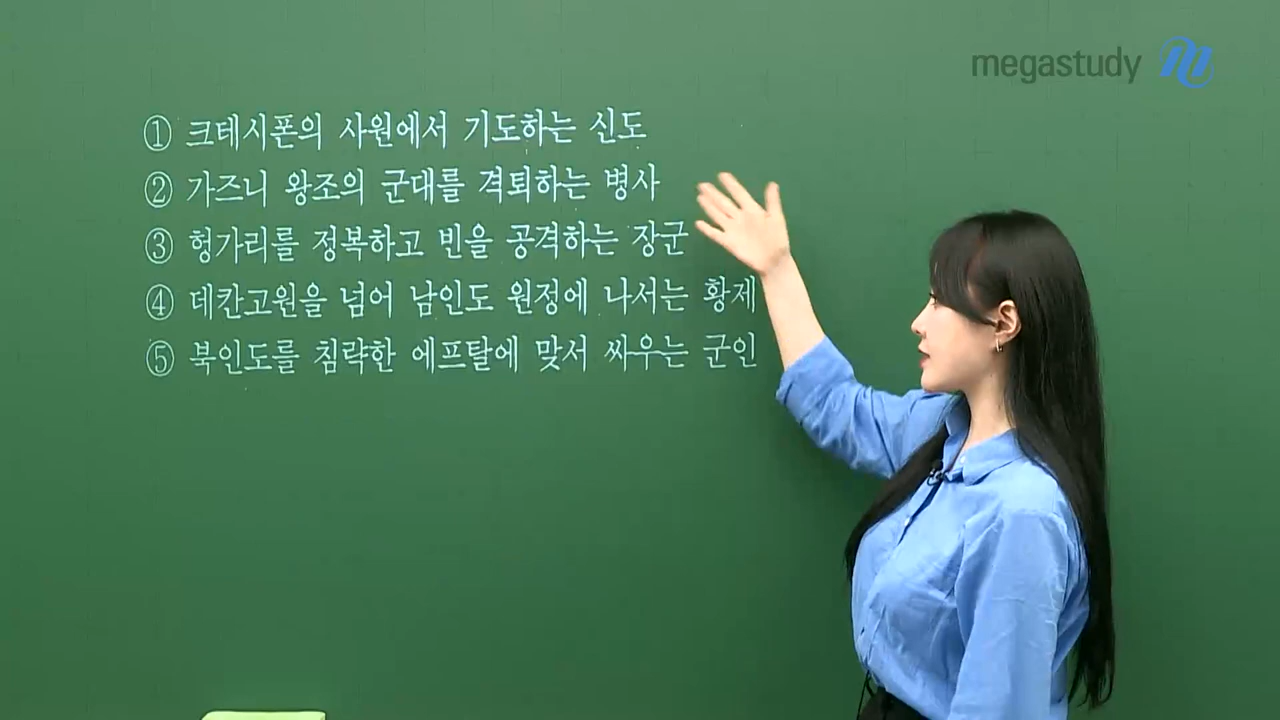 megastudy
① 크테시폰의 사원에서 기도하는 신도
② 가즈니 왕조의 군대를 격퇴하는 병사
③ 헝가리를 정복하고 빈을 공격하는 장군
④ 데칸고원을 넘어 남인도 원정에 나서는 황제
⑤ 북인도를 침략한 에프탈에 맞서 싸우는 군인